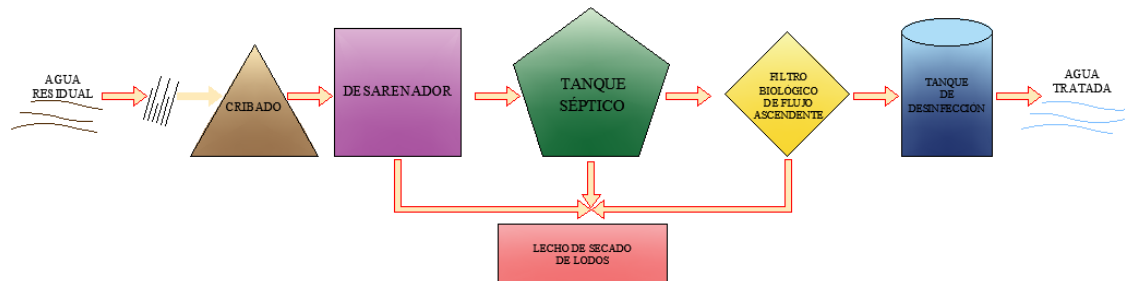 AGUA
RESIDUAL
CRIBADO
DESARENADOR
TANQUE
SÉPTICO
FILTRO
BIOLOGICO
DE FLUJO
ASCENDENTE
TANQUE
DE
DESINFECCIÓN
AGUA
TRATADA
LECHO DE SECADO
DE LODOS